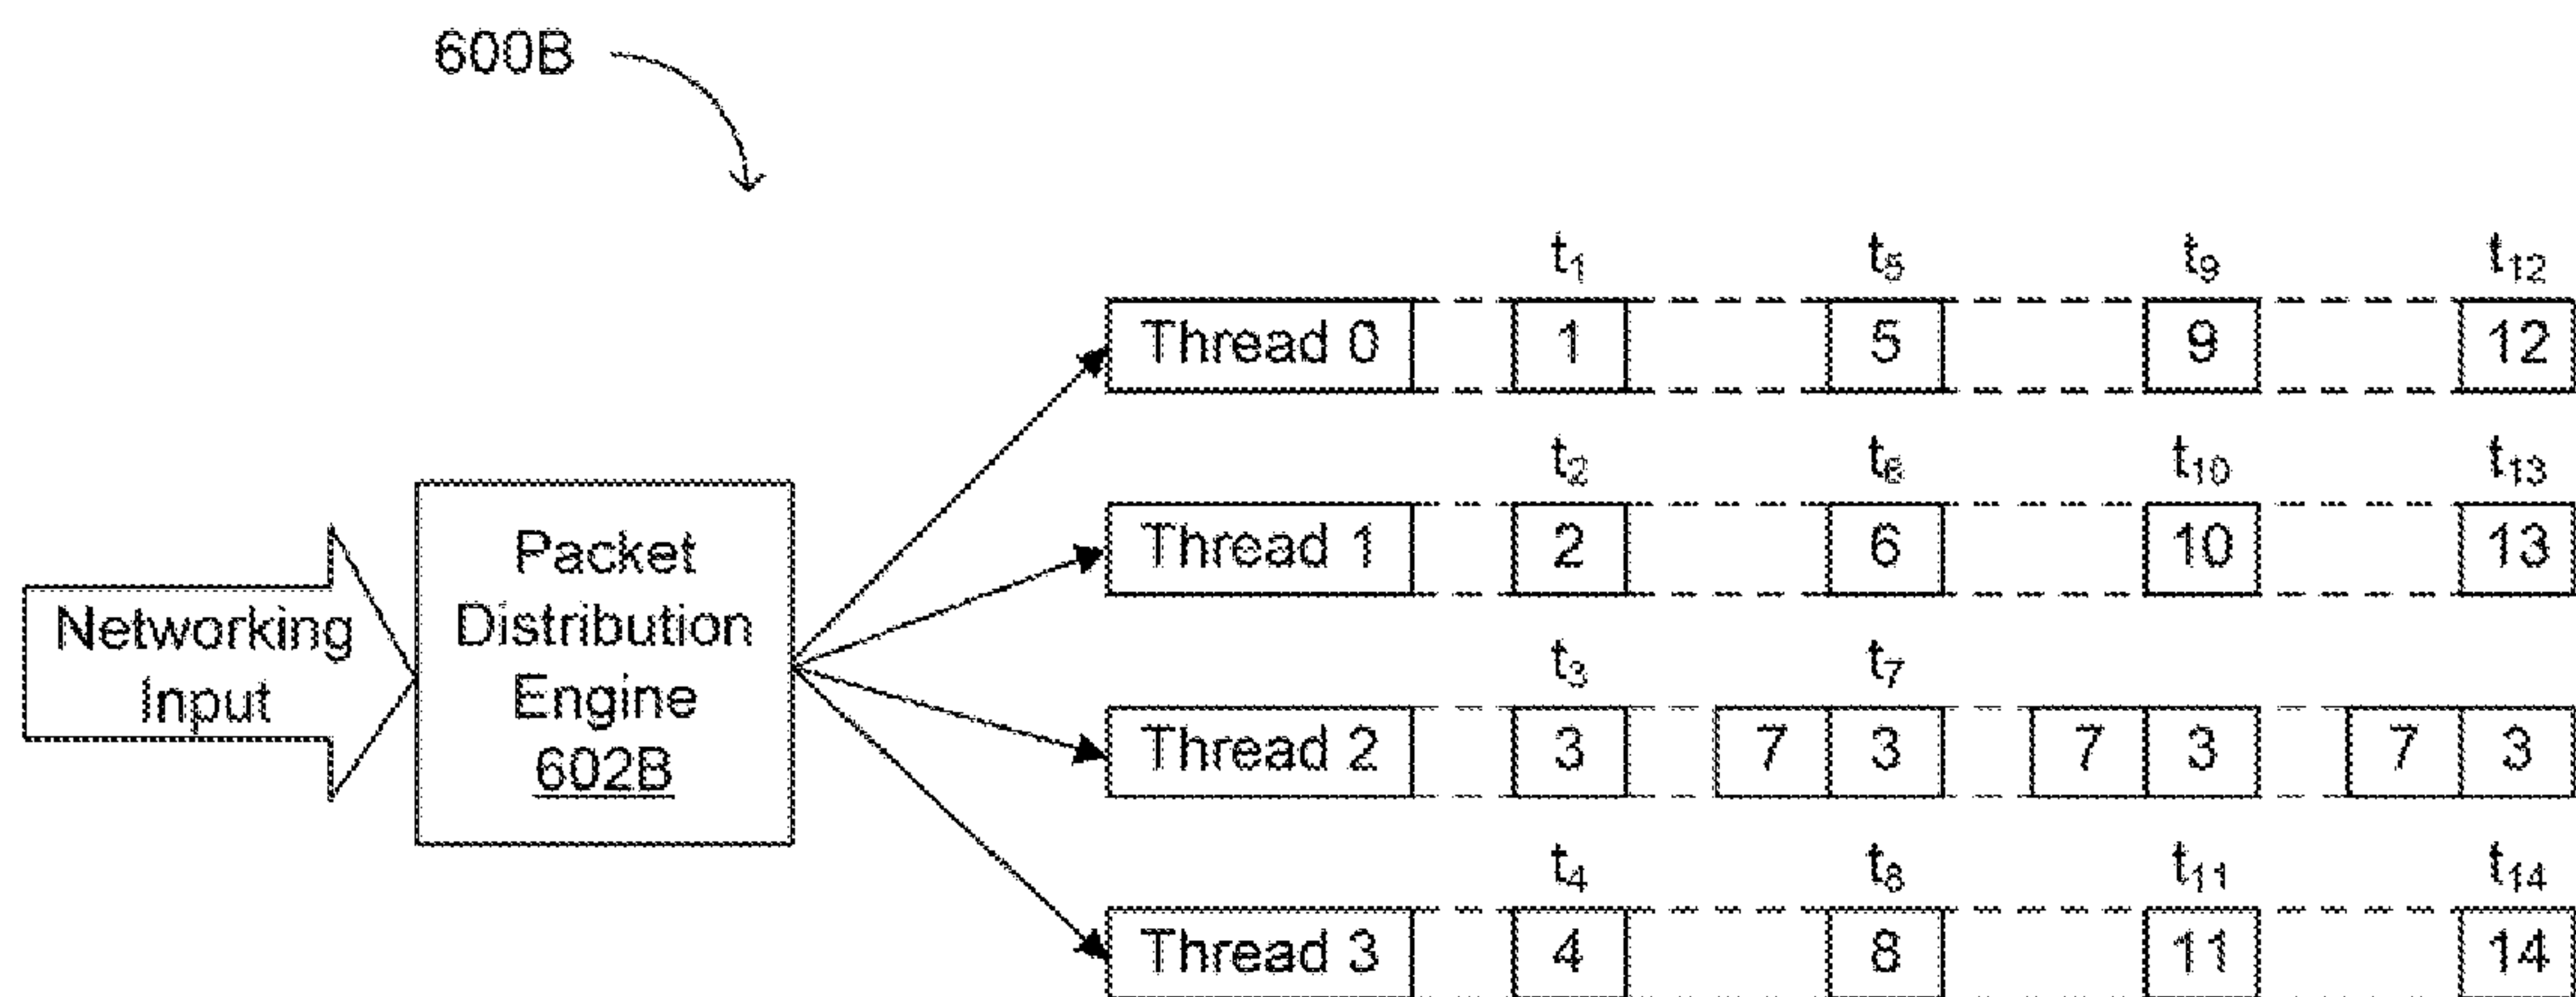 600B
t₁ t₅ t₉ t₁₂
Thread 0 1 5 9 12
t₂ t₆ t₁₀ t₁₃
Thread 1 2 6 10 13
Networking
Input
Packet
Distribution
Engine
602B
t₃ t₇
Thread 2 3 7 3 7 3 7 3
t₄ t₈ t₁₁ t₁₄
Thread 3 4 8 11 14